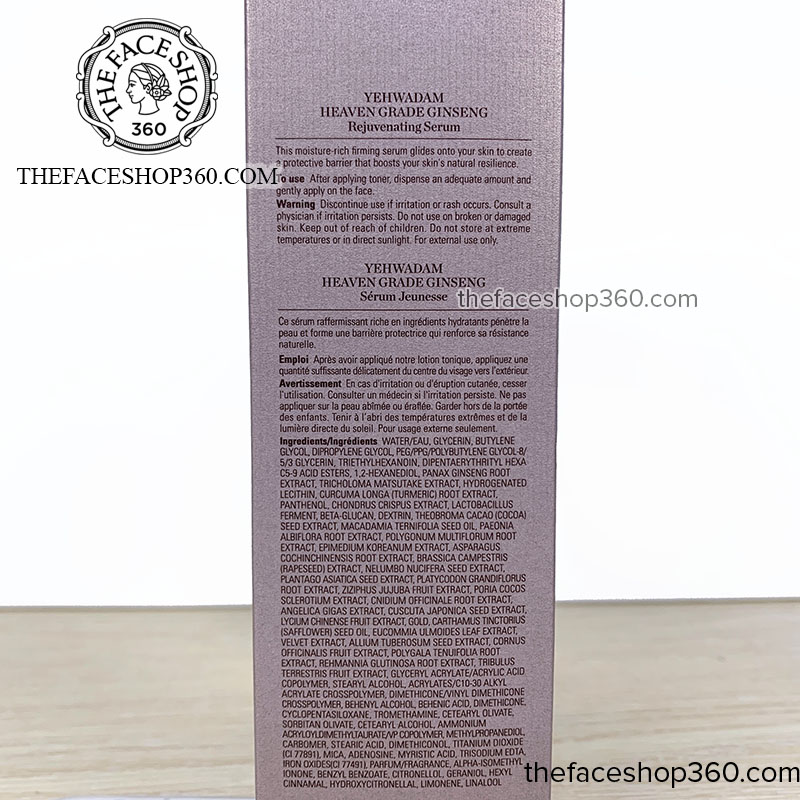 THE FACE SHOP
360
THEFACESHOP360.COM
YEHWADAM
HEAVEN GRADE GINSENG
Rejuvenating Serum
This moisture-rich firming serum glides onto your skin to create
a protective barrier that boosts your skin's natural resilience.
To use After applying toner, dispense an adequate amount and
gently apply on the face.
Warning Discontinue use if irritation or rash occurs. Consult a
physician if irritation persists. Do not use on broken or damaged
skin. Keep out of reach of children. Do not store at extreme
temperatures or in direct sunlight. For external use only.
YEHWADAM
HEAVEN GRADE GINSENG
Sérum Jeunesse
thefaceshop360.com
Ce sérum raffermissant riche en ingrédients hydratants pénètre la
peau et forme une barrière protectrice qui renforce sa résistance
naturelle.
Emploi Après avoir appliqué notre lotion tonique, appliquez une
quantité suffisante délicatement du centre du visage vers l'extérieur.
Avertissement En cas d'irritation ou d'éruption cutanée, cesser
l'utilisation. Consulter un médecin si l'irritation persiste. Ne pas
appliquer sur la peau abîmée ou éraflée. Garder hors de la portée
des enfants. Tenir à l'abri des températures extrêmes et de la
lumière directe du soleil. Pour usage externe seulement.
Ingredients/Ingrédients WATER/EAU, GLYCERIN, BUTYLENE
GLYCOL, DIPROPYLENE GLYCOL, PEG/PPG/POLYBUTYLENE GLYCOL-8/
5/3 GLYCERIN, TRIETHYLHEXANOIN, DIPENTAERYTHRITYL HEXA
C5-9 ACID ESTERS, 1,2-HEXANEDIOL, PANAX GINSENG ROOT
EXTRACT, TRICHOLOMA MATSUTAKE EXTRACT, HYDROGENATED
LECITHIN, CURCUMA LONGA (TURMERIC) ROOT EXTRACT,
PANTHENOL, CHONDRUS CRISPUS EXTRACT, LACTOBACILLUS
FERMENT, BETA-GLUCAN, DEXTRIN, THEOBROMA CACAO (COCOA)
SEED EXTRACT, MACADAMIA TERNIFOLIA SEED OIL, PAEONIA
ALBIFLORA ROOT EXTRACT, POLYGONUM MULTIFLORUM ROOT
EXTRACT, EPIMEDIUM KOREANUM EXTRACT, ASPARAGUS
COCHINCHINENSIS ROOT EXTRACT, BRASSICA CAMPESTRIS
(RAPESEED) EXTRACT, NELUMBO NUCIFERA SEED EXTRACT,
PLANTAGO ASIATICA SEED EXTRACT, PLATYCODON GRANDIFLORUS
ROOT EXTRACT, ZIZIPHUS JUJUBA FRUIT EXTRACT, PORIA COCOS
SCLEROTIUM EXTRACT, CNIDIUM OFFICINALE ROOT EXTRACT,
ANGELICA GIGAS EXTRACT, CUSCUTA JAPONICA SEED EXTRACT,
LYCIUM CHINENSE FRUIT EXTRACT, GOLD, CARTHAMUS TINCTORIUS
(SAFFLOWER) SEED OIL, EUCOMMIA ULMOIDES LEAF EXTRACT,
VELVET EXTRACT, ALLIUM TUBEROSUM SEED EXTRACT, CORNUS
OFFICINALIS FRUIT EXTRACT, POLYGALA TENUIFOLIA ROOT
EXTRACT, REHMANNIA GLUTINOSA ROOT EXTRACT, TRIBULUS
TERRESTRIS FRUIT EXTRACT, GLYCERYL ACRYLATE/ACRYLIC ACID
COPOLYMER, STEARYL ALCOHOL, ACRYLATES/C10-30 ALKYL
ACRYLATE CROSSPOLYMER, DIMETHICONE/VINYL DIMETHICONE
CROSSPOLYMER, BEHENYL ALCOHOL, BEHENIC ACID, DIMETHICONE,
CYCLOPENTASILOXANE, TROMETHAMINE, CETEARYL OLIVATE,
SORBITAN OLIVATE, CETEARYL ALCOHOL, AMMONIUM
ACRYLOYLDIMETHYLTAURATE/VP COPOLYMER, METHYLPROPANEDIOL,
CARBOMER, STEARIC ACID, DIMETHICONOL, TITANIUM DIOXIDE
(CI 77891), MICA, ADENOSINE, MYRISTIC ACID, TRISODIUM EDTA,
IRON OXIDES(CI 77491), PARFUM/FRAGRANCE, ALPHA-ISOMETHYL
IONONE, BENZYL BENZOATE, CITRONELLOL, GERANIOL, HEXYL
CINNAMAL, HYDROXYCITRONELLAL, LIMONENE, LINALOOL
thefaceshop360.com